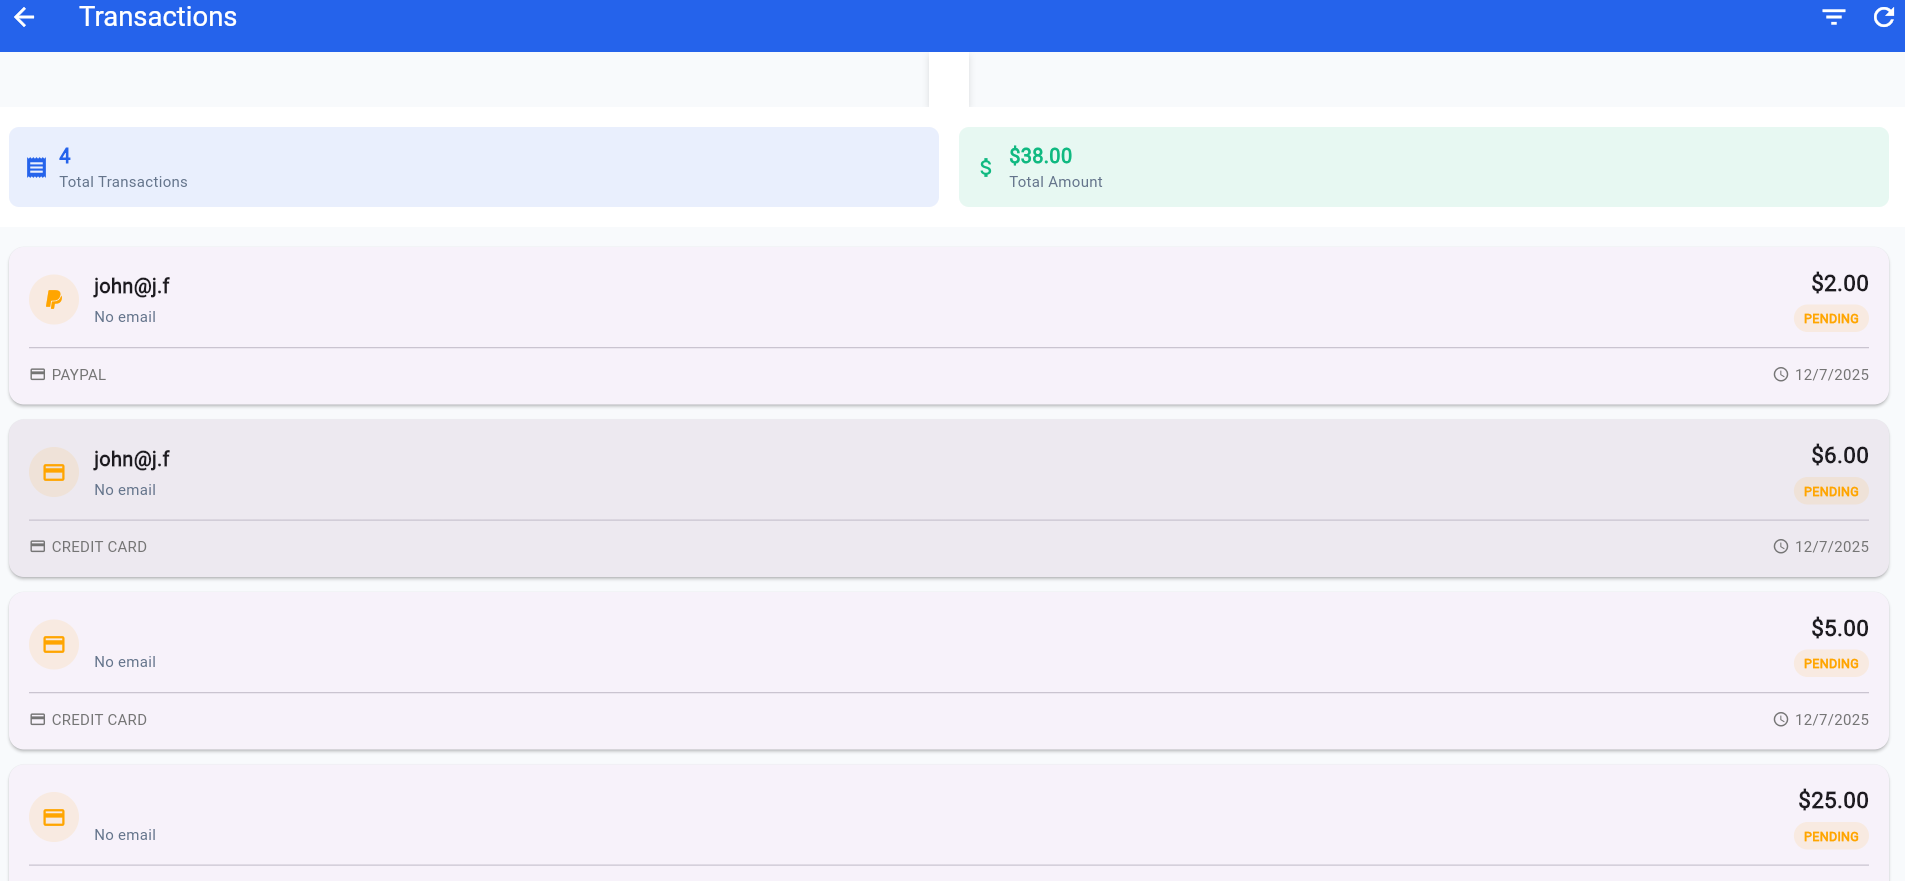 Transactions
4
Total Transactions
$38.00
Total Amount
john@j.f
No email
$2.00
PENDING
PAYPAL
12/7/2025
john@j.f
No email
$6.00
PENDING
CREDIT CARD
12/7/2025
No email
$5.00
PENDING
CREDIT CARD
12/7/2025
No email
$25.00
PENDING